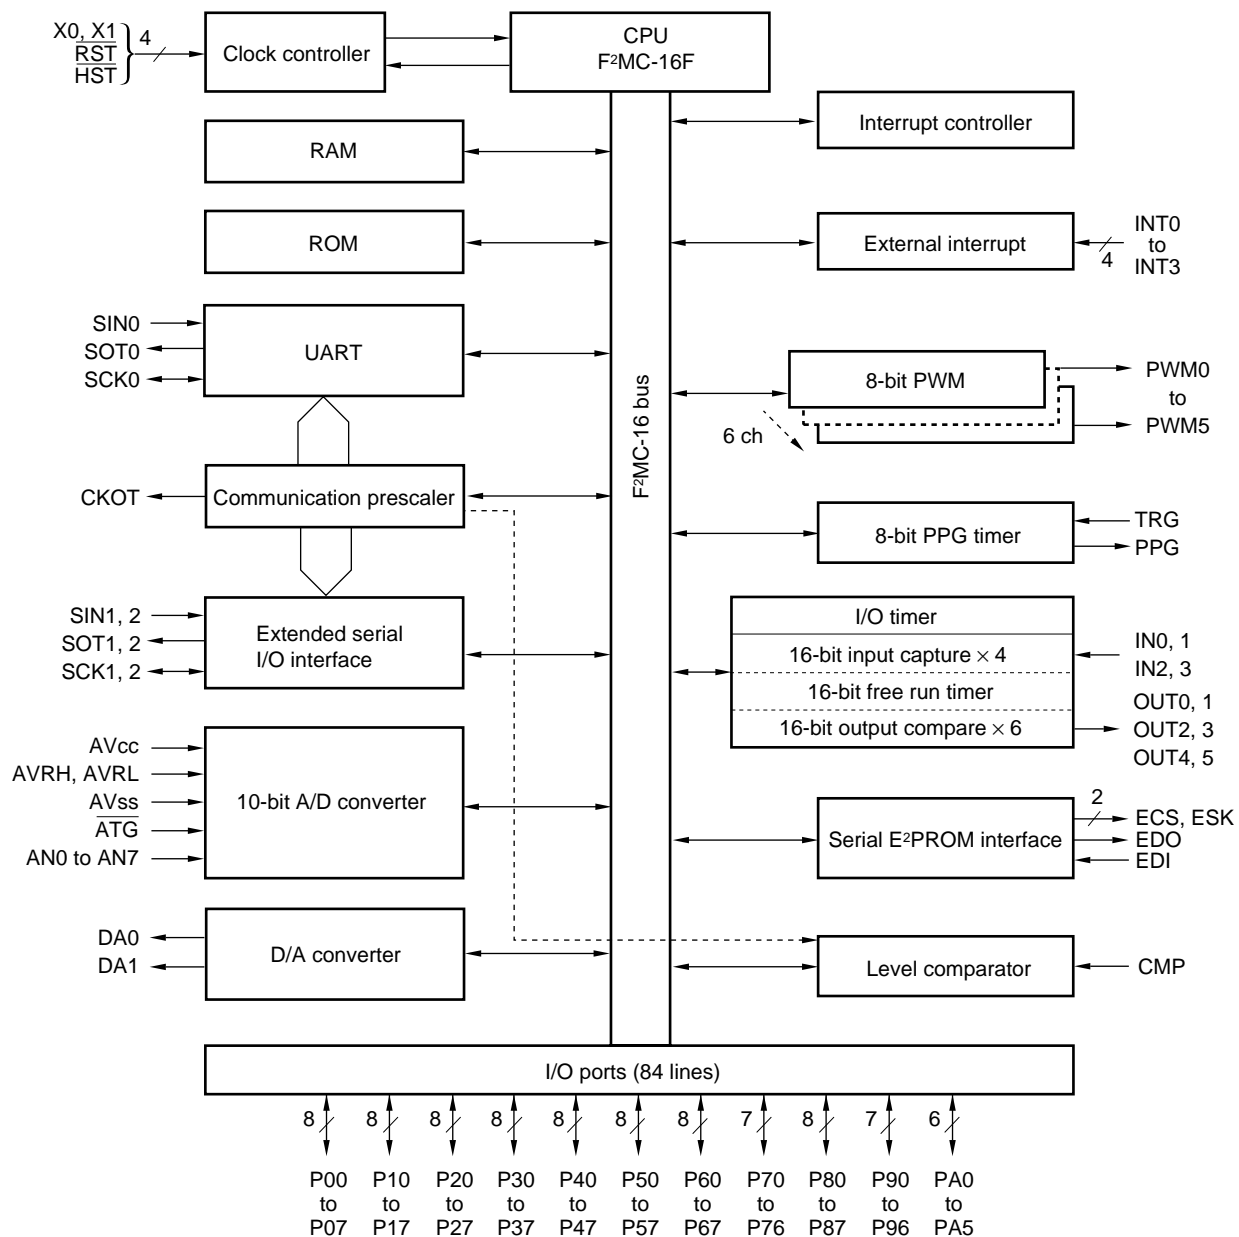 X0, X1
RST
HST
4
Clock controller
CPU
F²MC-16F
Interrupt controller
RAM
ROM
External interrupt
4
INT0
to
INT3
SIN0
SOT0
SCK0
UART
F²MC-16 bus
8-bit PWM
6 ch
PWM0
to
PWM5
CKOT
Communication prescaler
8-bit PPG timer
TRG
PPG
SIN1, 2
SOT1, 2
SCK1, 2
Extended serial
I/O interface
I/O timer
16-bit input capture × 4
16-bit free run timer
16-bit output compare × 6
IN0, 1
IN2, 3
OUT0, 1
OUT2, 3
OUT4, 5
AVcc
AVRH, AVRL
AVss
ATG
AN0 to AN7
10-bit A/D converter
Serial E²PROM interface
2
ECS, ESK
EDO
EDI
DA0
DA1
D/A converter
Level comparator
CMP
I/O ports (84 lines)
8 8 8 8 8 8 8 7 8 7 6
P00 P10 P20 P30 P40 P50 P60 P70 P80 P90 PA0
to to to to to to to to to to to
P07 P17 P27 P37 P47 P57 P67 P76 P87 P96 PA5